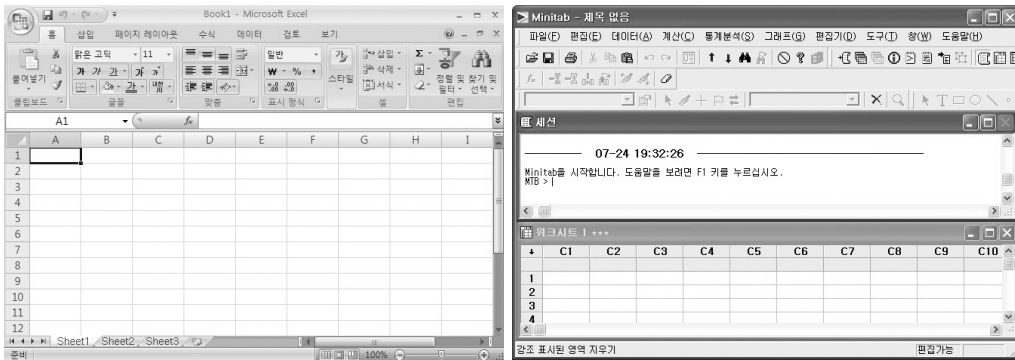 Book1 - Microsoft Excel
홈 삽입 페이지 레이아웃 수식 데이터 검토 보기
맑은 고딕 11 일반 삽입 Σ
붙여넣기 가 가 가 가 가 W % , 스타일 삭제 정렬 및 찾기 및
가 서식 필터 선택
클립보드 글꼴 맞춤 표시 형식 셀 편집
A1 fx
A B C D E F G H I
1
2
3
4
5
6
7
8
9
10
11
12
Sheet1 Sheet2 Sheet3
준비 100%
Minitab - 제목 없음
파일(F) 편집(E) 데이터(A) 계산(C) 통계분석(S) 그래프(G) 편집기(D) 도구(T) 창(W) 도움말(H)
세션
07-24 19:32:26
Minitab을 시작합니다. 도움말을 보려면 F1 키를 누르십시오.
MTB >
워크시트 1 ***
C1 C2 C3 C4 C5 C6 C7 C8 C9 C10
1
2
3
4
강조 표시된 영역 지우기 편집가능